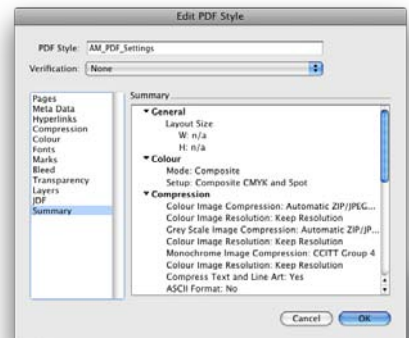 Edit PDF Style
PDF Style: AM_PDF_Settings
Verification: None
Pages
Meta Data
Hyperlinks
Compression
Colour
Fonts
Marks
Bleed
Transparency
Layers
JDF
Summary
Summary
General
Layout Size
W: n/a
H: n/a
Colour
Mode: Composite
Setup: Composite CMYK and Spot
Compression
Colour Image Compression: Automatic ZIP/JPEG...
Colour Image Resolution: Keep Resolution
Grey Scale Image Compression: Automatic ZIP/JP...
Colour Image Resolution: Keep Resolution
Monochrome Image Compression: CCITT Group 4
Colour Image Resolution: Keep Resolution
Compress Text and Line Art: Yes
ASCII Format: No
Cancel
OK